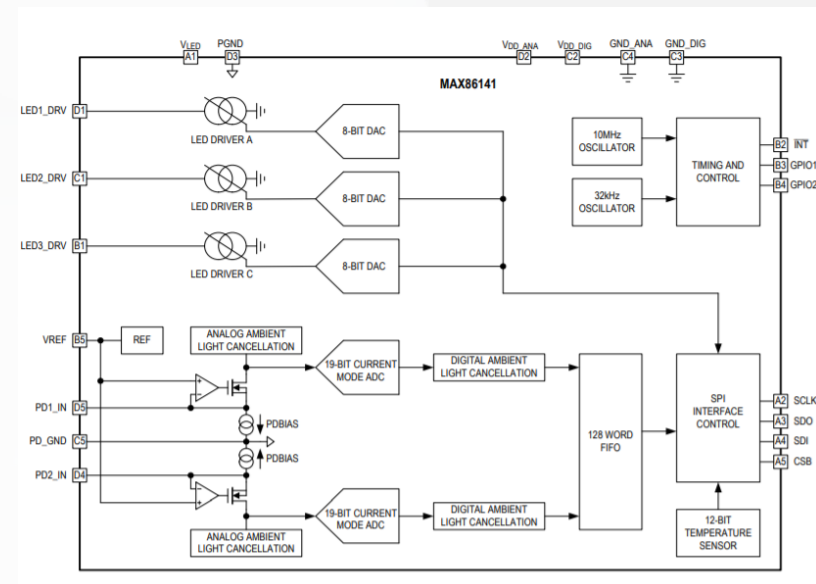 VLED PGND VDD_ANA VDD_DIG GND_ANA GND_DIG
A1 D3 D2 C2 C4 C3
MAX86141
LED1_DRV D1
LED DRIVER A
8-BIT DAC
LED2_DRV C1
LED DRIVER B
8-BIT DAC
LED3_DRV B1
LED DRIVER C
8-BIT DAC
10MHz
OSCILLATOR
32kHz
OSCILLATOR
TIMING AND
CONTROL
B2 INT
B3 GPIO1
B4 GPIO2
VREF B5
REF
ANALOG AMBIENT
LIGHT CANCELLATION
19-BIT CURRENT
MODE ADC
DIGITAL AMBIENT
LIGHT CANCELLATION
+
-
PD1_IN D5
PDBIAS
PD_GND C5
PDBIAS
PD2_IN D4
-
+
19-BIT CURRENT
MODE ADC
DIGITAL AMBIENT
LIGHT CANCELLATION
ANALOG AMBIENT
LIGHT CANCELLATION
128 WORD
FIFO
SPI
INTERFACE
CONTROL
A2 SCLK
A3 SDO
A4 SDI
A5 CSB
12-BIT
TEMPERATURE
SENSOR